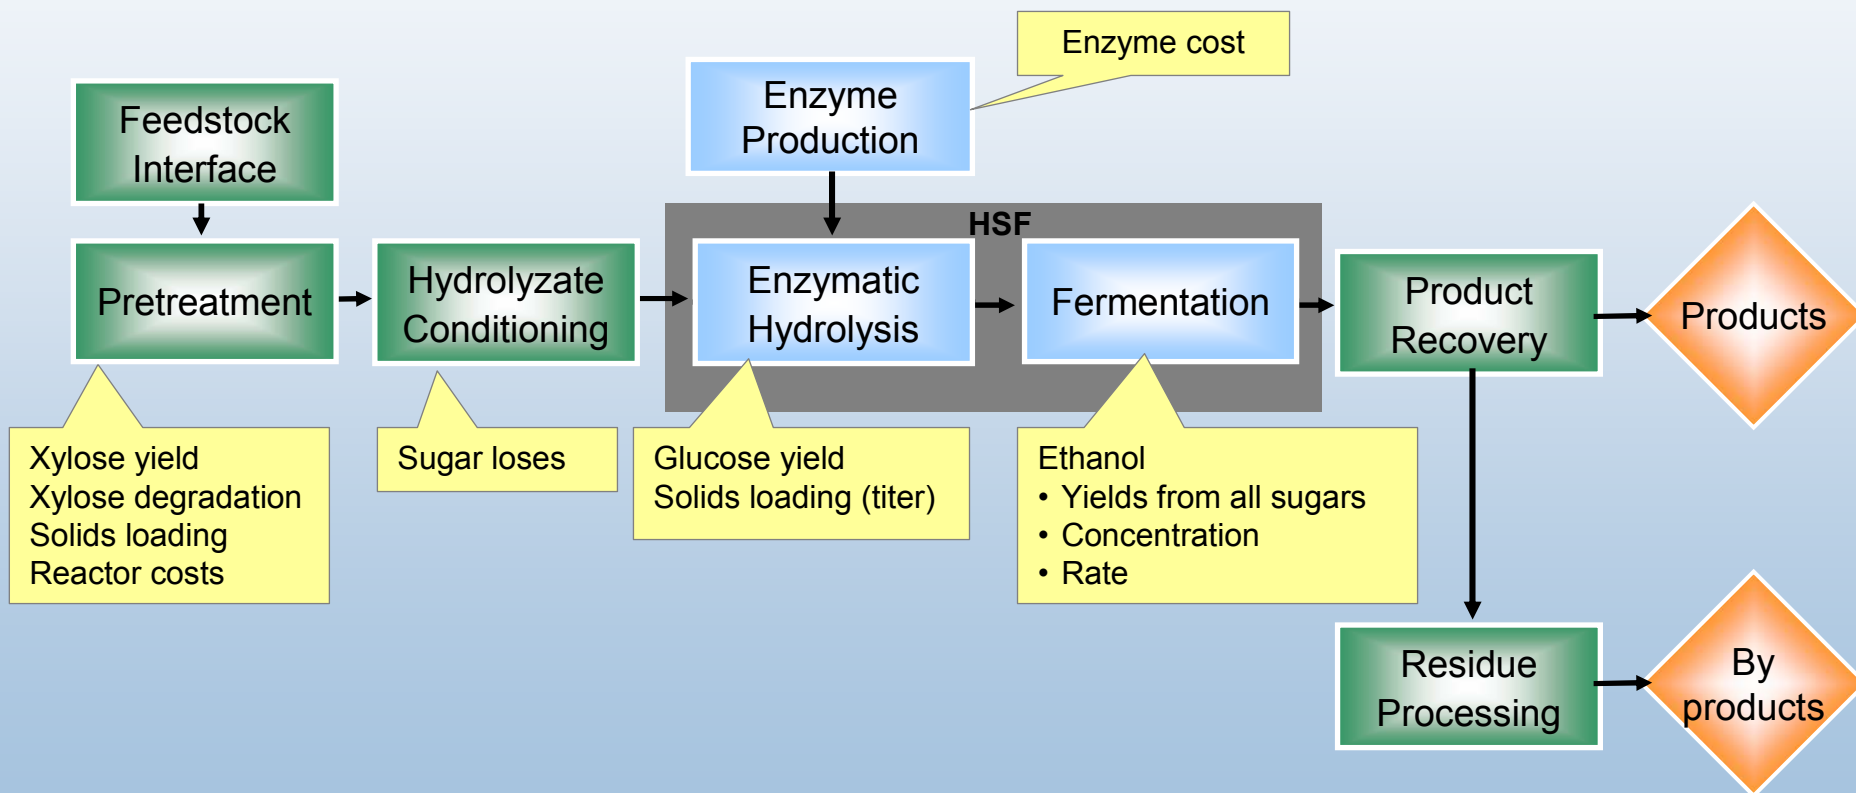 Enzyme cost
Feedstock
Interface
Enzyme
Production
HSF
Pretreatment
Hydrolyzate
Conditioning
Enzymatic
Hydrolysis
Fermentation
Product
Recovery
Products
Xylose yield
Xylose degradation
Solids loading
Reactor costs
Sugar loses
Glucose yield
Solids loading (titer)
Ethanol
• Yields from all sugars
• Concentration
• Rate
Residue
Processing
By
products